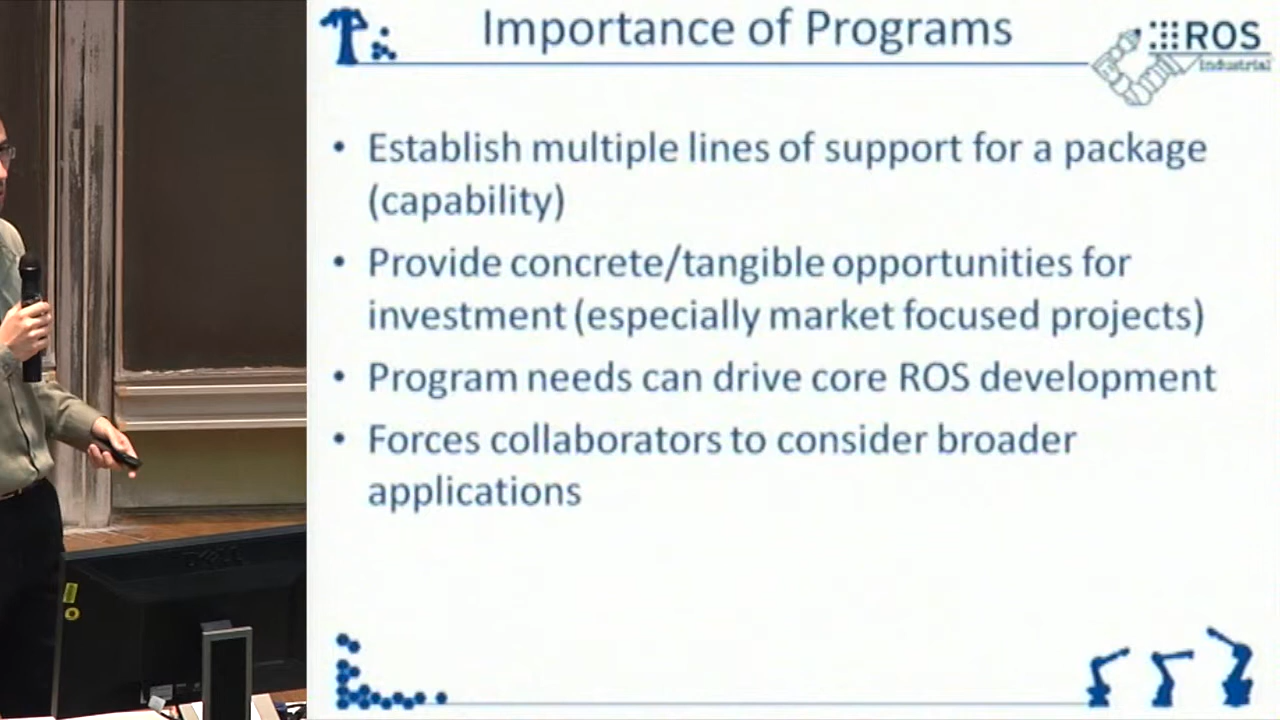 Importance of Programs
ROS
Industrial
• Establish multiple lines of support for a package
(capability)
• Provide concrete/tangible opportunities for
investment (especially market focused projects)
• Program needs can drive core ROS development
• Forces collaborators to consider broader
applications
DELL